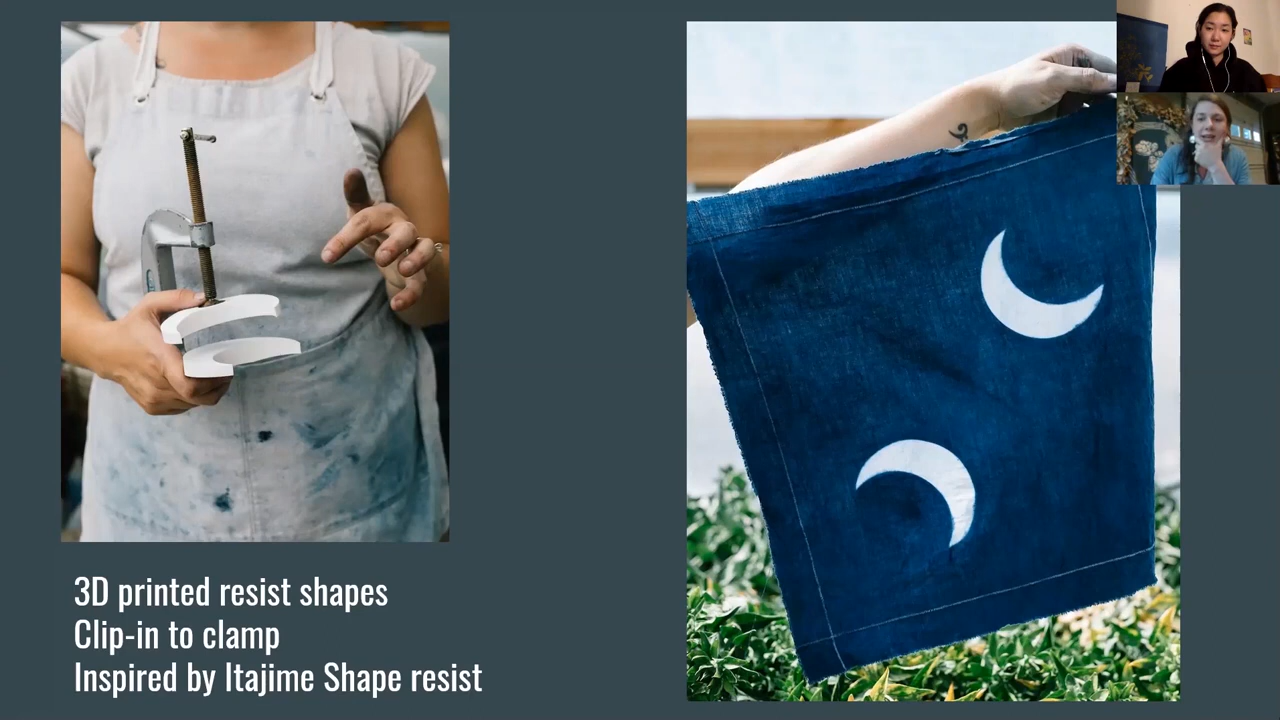 3D printed resist shapes
Clip-in to clamp
Inspired by Itajime Shape resist